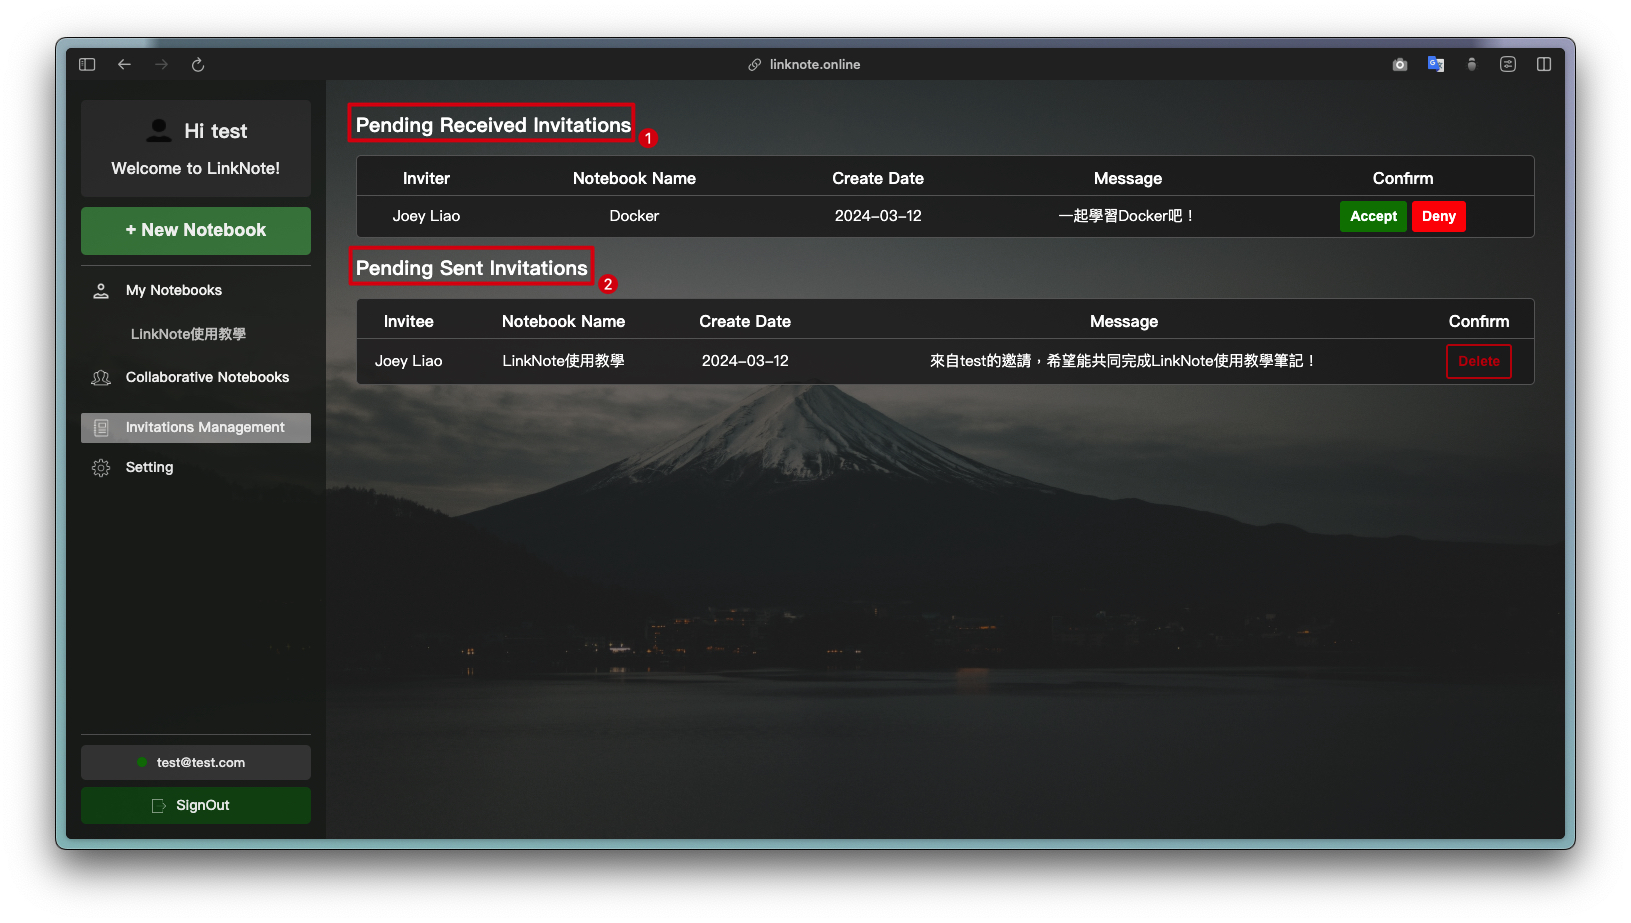 linknote.online
Hi test
Welcome to LinkNote!
+ New Notebook
My Notebooks
LinkNote使用教學
Collaborative Notebooks
Invitations Management
Setting
test@test.com
SignOut
Pending Received Invitations
1
Inviter Notebook Name Create Date Message Confirm
Joey Liao Docker 2024-03-12 一起學習Docker吧！ Accept Deny
Pending Sent Invitations
2
Invitee Notebook Name Create Date Message Confirm
Joey Liao LinkNote使用教學 2024-03-12 來自test的邀請，希望能共同完成LinkNote使用教學筆記！ Delete